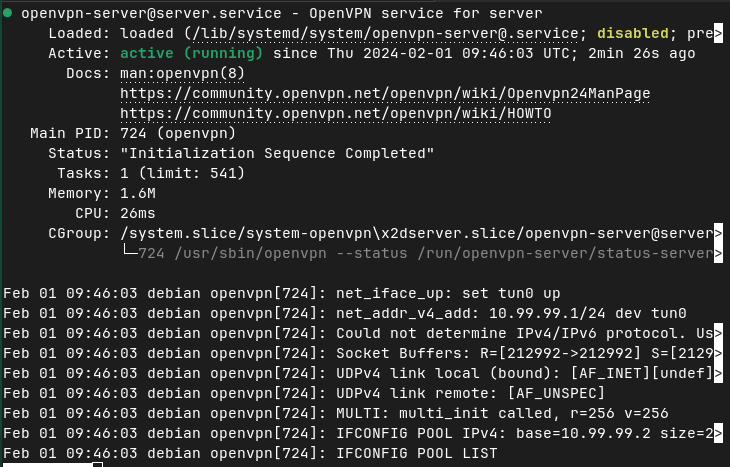 ● openvpn-server@server.service - OpenVPN service for server
     Loaded: loaded (/lib/systemd/system/openvpn-server@.service; disabled; pre>
     Active: active (running) since Thu 2024-02-01 09:46:03 UTC; 2min 26s ago
       Docs: man:openvpn(8)
             https://community.openvpn.net/openvpn/wiki/Openvpn24ManPage
             https://community.openvpn.net/openvpn/wiki/HOWTO
   Main PID: 724 (openvpn)
     Status: "Initialization Sequence Completed"
      Tasks: 1 (limit: 541)
     Memory: 1.6M
        CPU: 26ms
     CGroup: /system.slice/system-openvpn\x2dserver.slice/openvpn-server@server>
             └─724 /usr/sbin/openvpn --status /run/openvpn-server/status-server>
Feb 01 09:46:03 debian openvpn[724]: net_iface_up: set tun0 up
Feb 01 09:46:03 debian openvpn[724]: net_addr_v4_add: 10.99.99.1/24 dev tun0
Feb 01 09:46:03 debian openvpn[724]: Could not determine IPv4/IPv6 protocol. Us>
Feb 01 09:46:03 debian openvpn[724]: Socket Buffers: R=[212992->212992] S=[2129>
Feb 01 09:46:03 debian openvpn[724]: UDPv4 link local (bound): [AF_INET][undef]>
Feb 01 09:46:03 debian openvpn[724]: UDPv4 link remote: [AF_UNSPEC]
Feb 01 09:46:03 debian openvpn[724]: MULTI: multi_init called, r=256 v=256
Feb 01 09:46:03 debian openvpn[724]: IFCONFIG POOL IPv4: base=10.99.99.2 size=2>
Feb 01 09:46:03 debian openvpn[724]: IFCONFIG POOL LIST